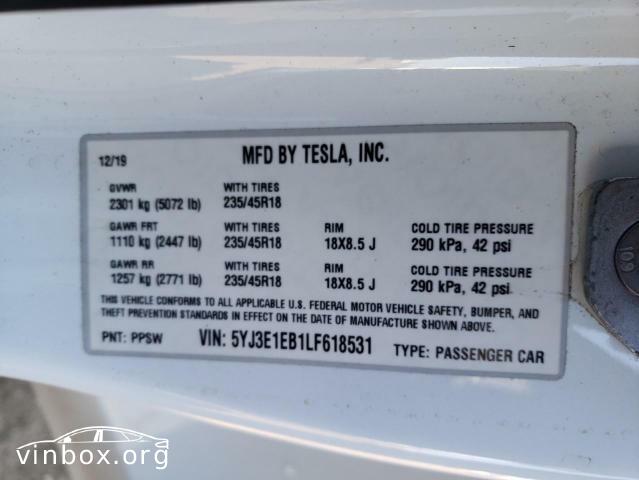 12/19 MFD BY TESLA, INC.
GVWR WITH TIRES
2301 kg (5072 lb) 235/45R18
GAWR FRT WITH TIRES RIM COLD TIRE PRESSURE
1110 kg (2447 lb) 235/45R18 18X8.5 J 290 kPa, 42 psi
GAWR RR WITH TIRES RIM COLD TIRE PRESSURE
1257 kg (2771 lb) 235/45R18 18X8.5 J 290 kPa, 42 psi
THIS VEHICLE CONFORMS TO ALL APPLICABLE U.S. FEDERAL MOTOR VEHICLE SAFETY, BUMPER, AND
THEFT PREVENTION STANDARDS IN EFFECT ON THE DATE OF MANUFACTURE SHOWN ABOVE.
PNT: PPSW VIN: 5YJ3E1EB1LF618531 TYPE: PASSENGER CAR
vinbox.org